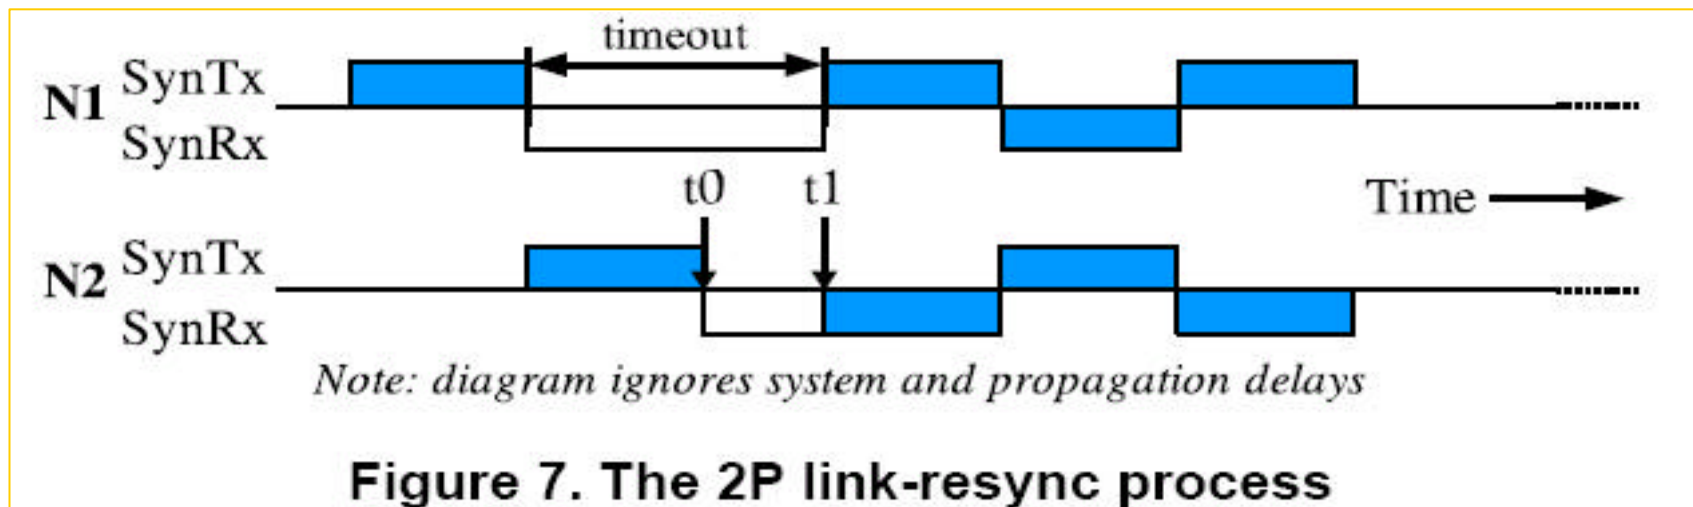 timeout
N1 SynTx
SynRx
t0 t1
Time
N2 SynTx
SynRx
Note: diagram ignores system and propagation delays
Figure 7. The 2P link-resync process